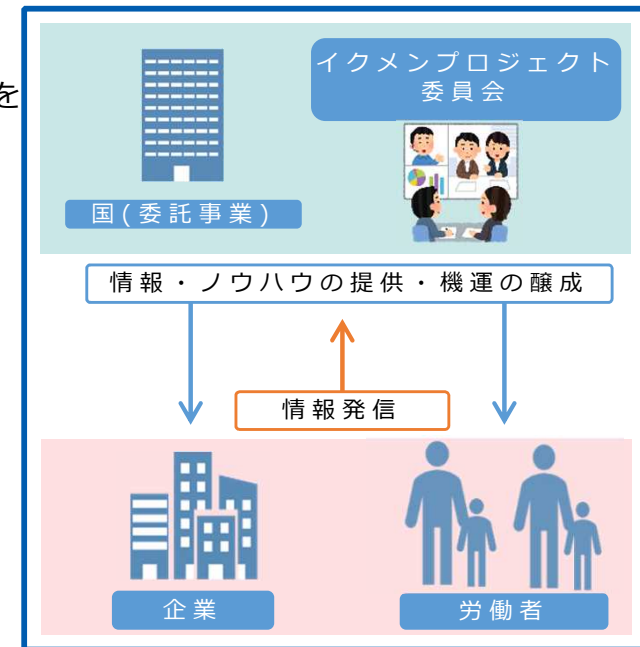 を
イクメンプロジェクト
委員会
国(委託事業)
情報・ノウハウの提供・機運の醸成
情報発信
企業
労働者